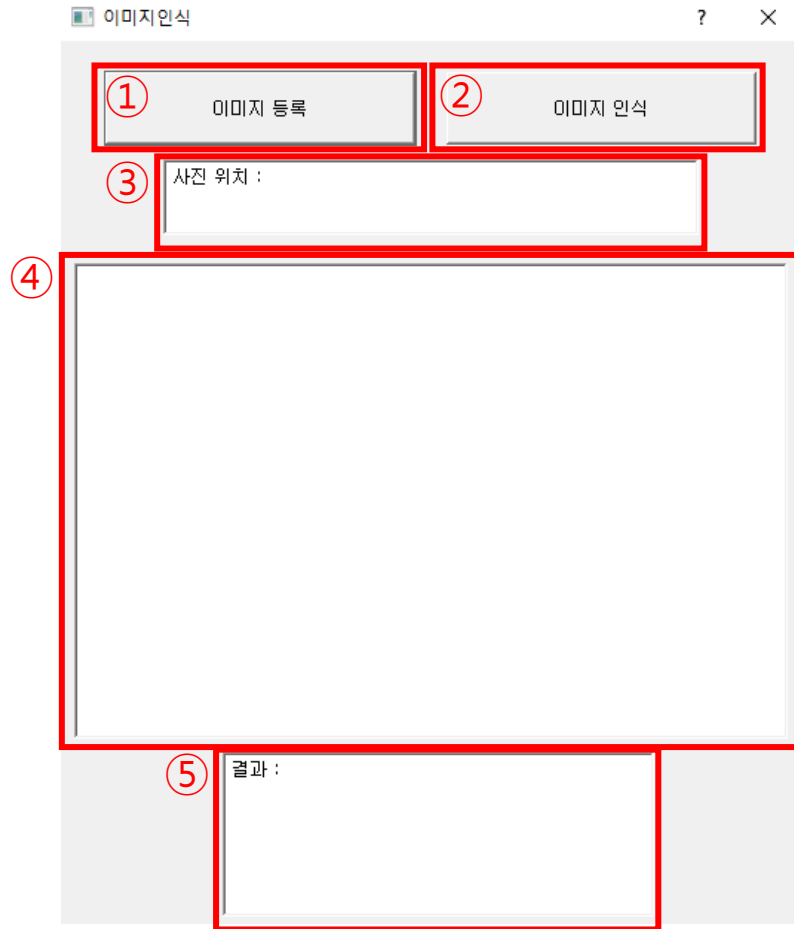 이미지인식 ?
① 이미지 등록
② 이미지 인식
③ 사진 위치 :
④
⑤ 결과 :